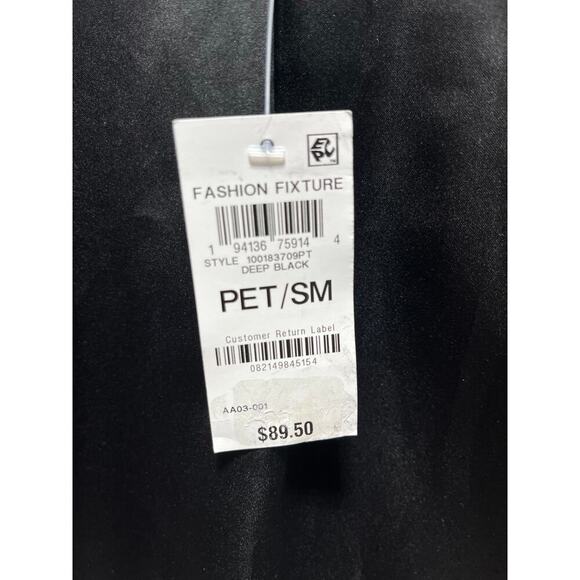 EPC
FASHION FIXTURE
1 94136 75914 4
STYLE 100183709PT
DEEP BLACK
PET/SM
Customer Return Label
082149845154
AA03-001
$89.50